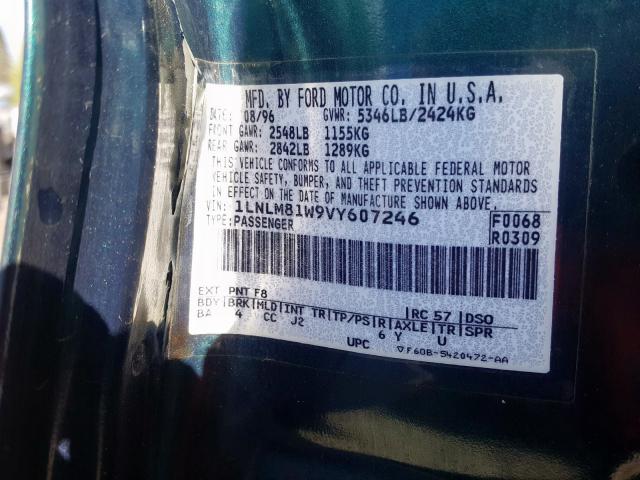 MFD. BY FORD MOTOR CO. IN U.S.A.
DATE: 08/96 GVWR: 5346LB/2424KG
FRONT GAWR: 2548LB 1155KG
REAR GAWR: 2842LB 1289KG
THIS VEHICLE CONFORMS TO ALL APPLICABLE FEDERAL MOTOR
VEHICLE SAFETY, BUMPER, AND THEFT PREVENTION STANDARDS
IN EFFECT ON THE DATE OF MANUFACTURE SHOWN ABOVE.
VIN: 1LNLM81W9VY607246 F0068
TYPE: PASSENGER R0309
EXT PNT F8 RC 57 DSO
BDY BRK MLD INT TR TP/PS R AXLE TR SPR
BA 4 CC J2 6 Y U
UPC F60B-5420472-AA